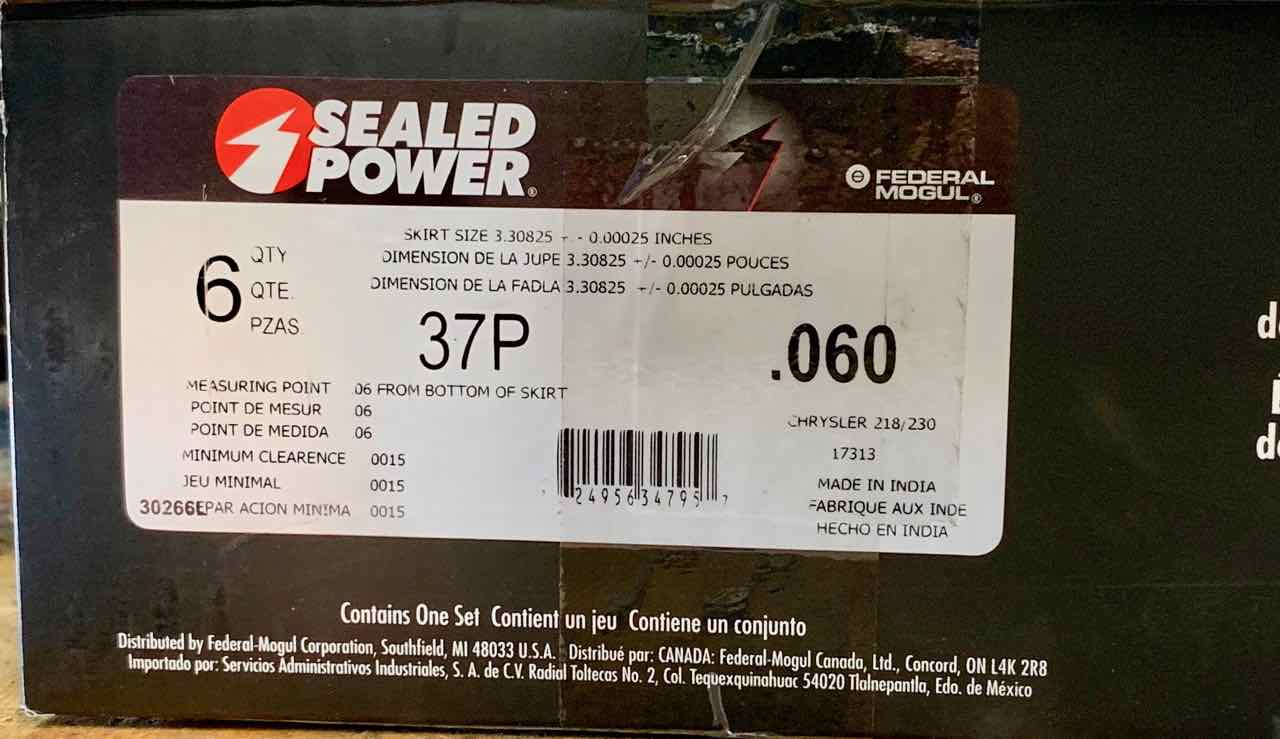 SEALED
POWER®
FEDERAL
MOGUL®
SKIRT SIZE 3.30825 + - 0.00025 INCHES
DIMENSION DE LA JUPE 3.30825 +/- 0.00025 POUCES
DIMENSION DE LA FADLA 3.30825 +/- 0.00025 PULGADAS
6
QTY
QTE.
PZAS
37P
.060
MEASURING POINT 06 FROM BOTTOM OF SKIRT
POINT DE MESUR 06
POINT DE MEDIDA 06
MINIMUM CLEARENCE 0015
JEU MINIMAL 0015
30266EPAR ACION MINIMA 0015
24956 34795 7
CHRYSLER 218/230
17313
MADE IN INDIA
FABRIQUE AUX INDE
HECHO EN INDIA
Contains One Set Contient un jeu Contiene un conjunto
Distributed by Federal-Mogul Corporation, Southfield, MI 48033 U.S.A. Distribué par: CANADA: Federal-Mogul Canada, Ltd., Concord, ON L4K 2R8
Importado por: Servicios Administrativos Industriales, S. A. de C.V. Radial Toltecas No. 2, Col. Tequexquinahuac 54020 Tlalnepantla, Edo. de México